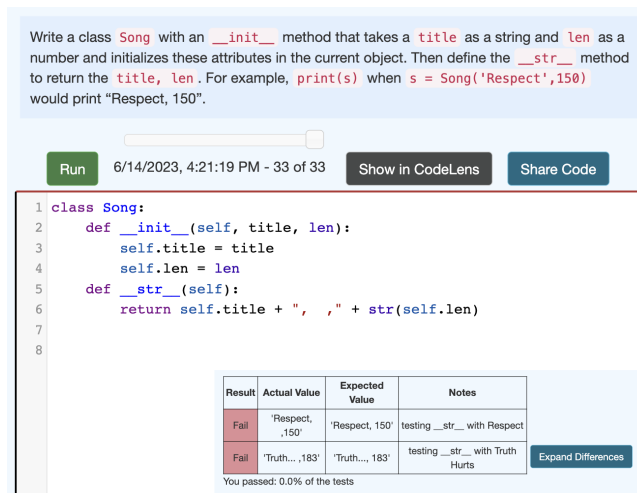 Write a class Song with an __init__ method that takes a title as a string and len as a
number and initializes these attributes in the current object. Then define the __str__ method
to return the title, len . For example, print(s) when s = Song('Respect',150)
would print “Respect, 150”.
Run 6/14/2023, 4:21:19 PM - 33 of 33 Show in CodeLens Share Code
1 class Song:
2     def __init__(self, title, len):
3         self.title = title
4         self.len = len
5     def __str__(self):
6         return self.title + ",  ," + str(self.len)
7
8
Result Actual Value Expected Value Notes
Fail 'Respect, ,150' 'Respect, 150' testing __str__ with Respect
Fail 'Truth... ,183' 'Truth..., 183' testing __str__ with Truth Hurts Expand Differences
You passed: 0.0% of the tests